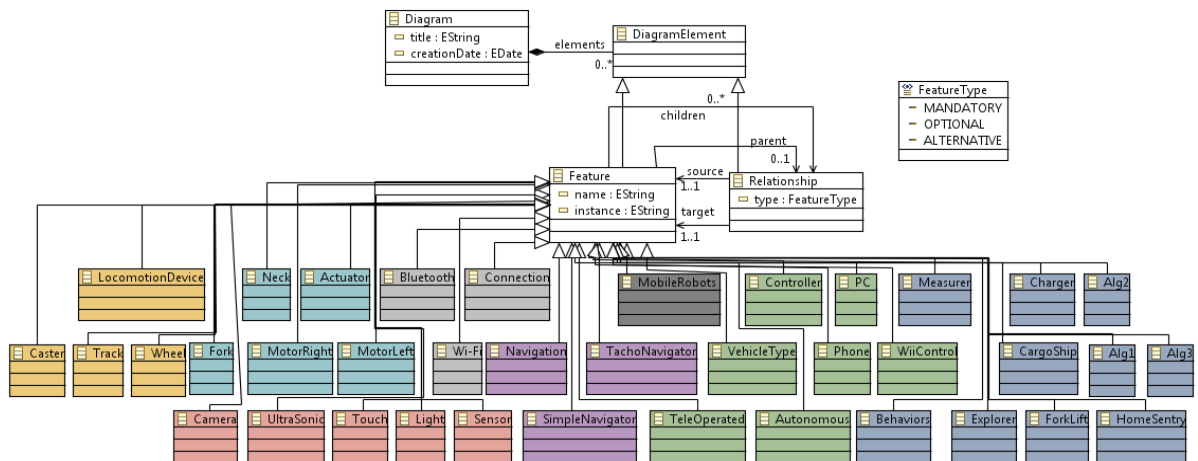 Diagram
title : EString
creationDate : EDate
elements
0..*
DiagramElement
FeatureType
MANDATORY
OPTIONAL
ALTERNATIVE
0..*
children
parent
0..1
Feature
name : EString
instance : EString
source
1..1
target
1..1
Relationship
type : FeatureType
LocomotionDevice
Neck
Actuator
Bluetooth
Connection
MobileRobots
Controller
PC
Measurer
Charger
Alg2
Caster
Track
Wheel
Fork
MotorRight
MotorLeft
Wi-Fi
Navigation
TachoNavigator
VehicleType
Phone
WiiControl
CargoShip
Alg1
Alg3
Camera
UltraSonic
Touch
Light
Sensor
SimpleNavigator
TeleOperated
Autonomous
Behaviors
Explorer
ForkLift
HomeSentry